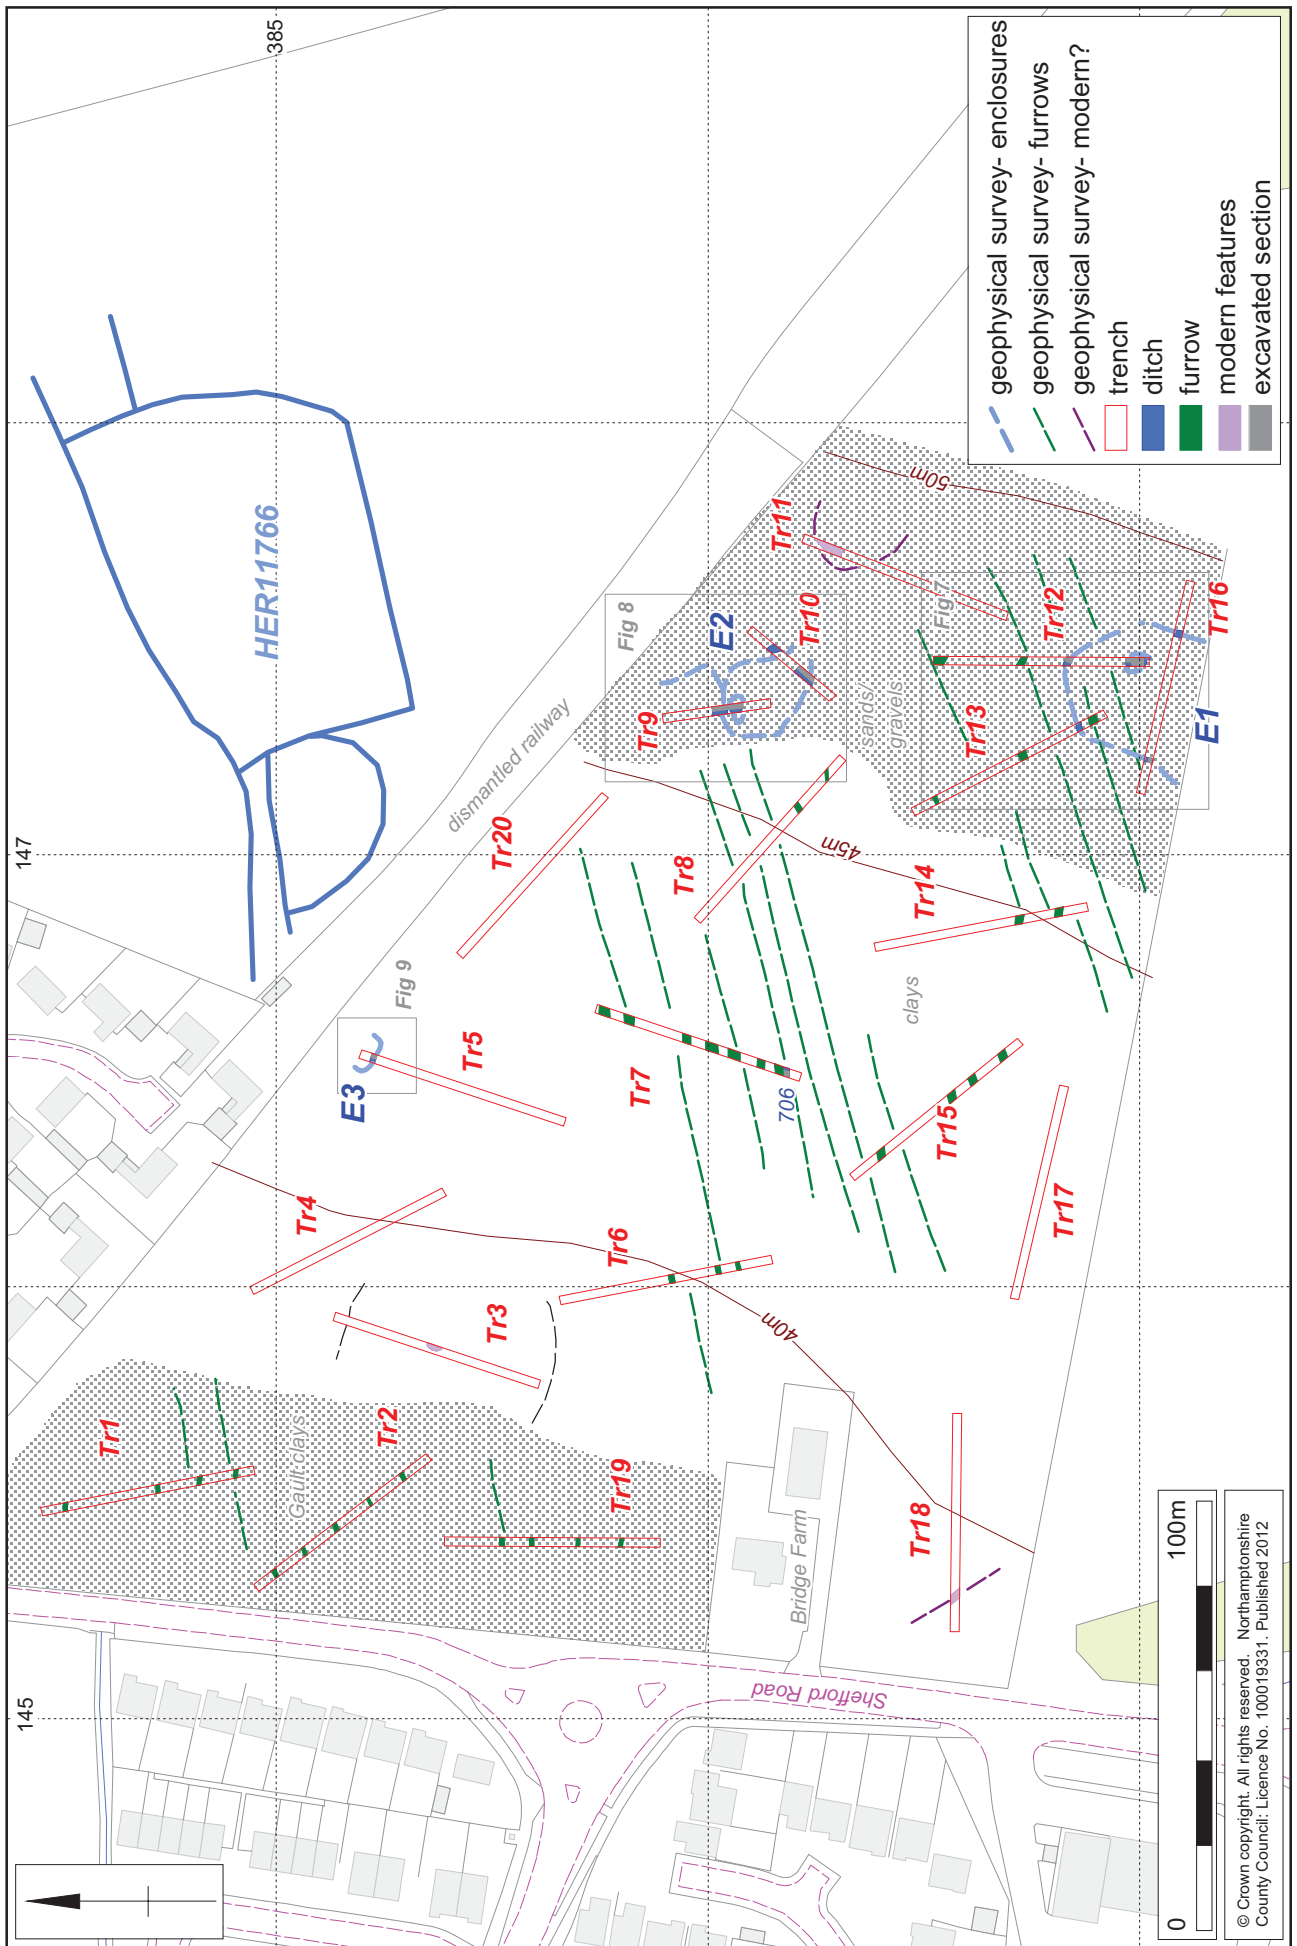 385
147
145
HER11766
dismantled railway
Fig 8
Fig 9
Fig 7
E1
E2
E3
Tr1
Tr2
Tr3
Tr4
Tr5
Tr6
Tr7
Tr8
Tr9
Tr10
Tr11
Tr12
Tr13
Tr14
Tr15
Tr16
Tr17
Tr18
Tr19
Tr20
706
Gault clays
clays
sands/
gravels
40m
45m
50m
Bridge Farm
Shefford Road
geophysical survey- enclosures
geophysical survey- furrows
geophysical survey- modern?
trench
ditch
furrow
modern features
excavated section
0
100m
© Crown copyright. All rights reserved. Northamptonshire
County Council: Licence No. 100019331. Published 2012